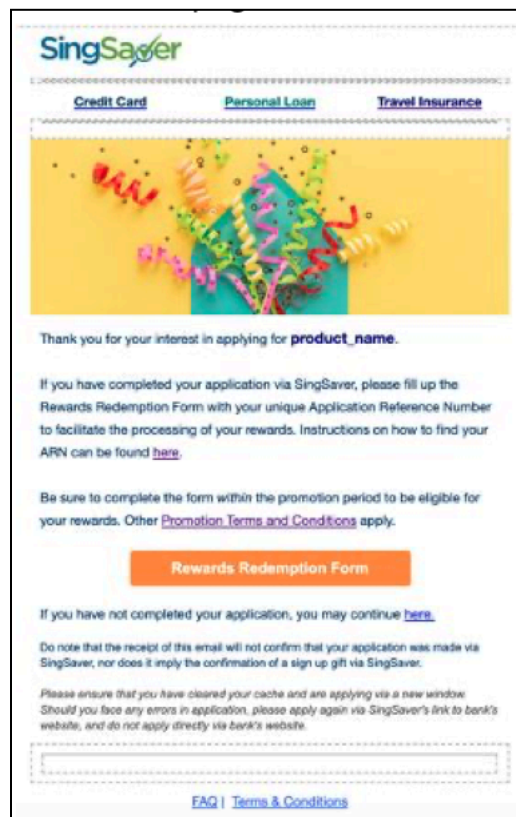 SingSaver
Credit Card Personal Loan Travel Insurance
Thank you for your interest in applying for product_name.
If you have completed your application via SingSaver, please fill up the
Rewards Redemption Form with your unique Application Reference Number
to facilitate the processing of your rewards. Instructions on how to find your
ARN can be found here.
Be sure to complete the form within the promotion period to be eligible for
your rewards. Other Promotion Terms and Conditions apply.
Rewards Redemption Form
If you have not completed your application, you may continue here.
Do note that the receipt of this email will not confirm that your application was made via
SingSaver, nor does it imply the confirmation of a sign up gift via SingSaver.
Please ensure that you have cleared your cache and are applying via a new window.
Should you face any errors in application, please apply again via SingSaver's link to bank's
website, and do not apply directly via bank's website.
FAQ | Terms & Conditions